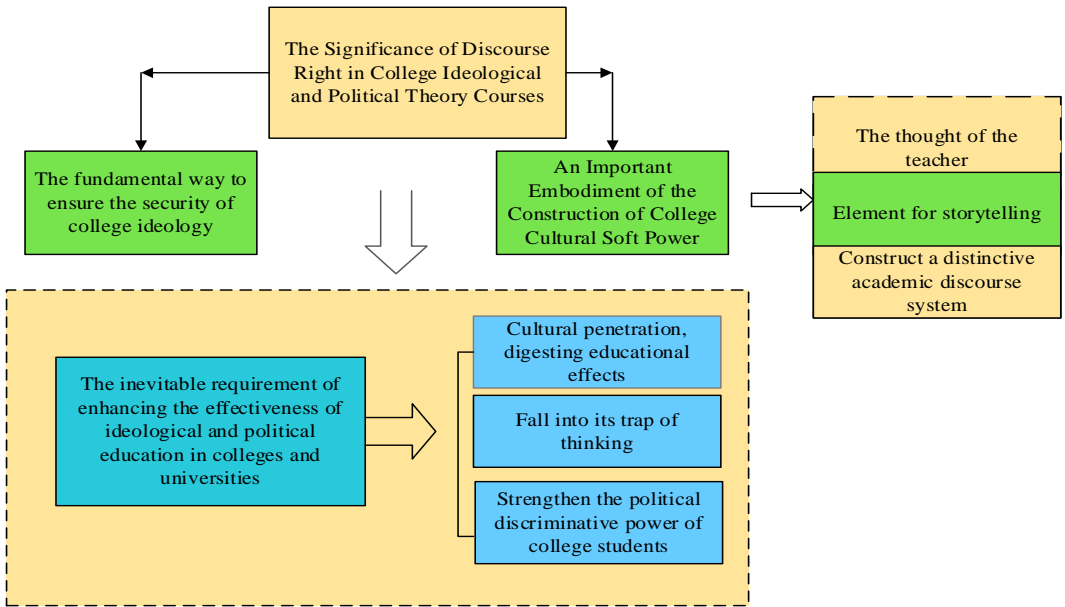 The Significance of Discourse
Right in College Ideological
and Political Theory Courses
The fundamental way to
ensure the security of
college ideology
An Important
Embodiment of the
Construction of College
Cultural Soft Power
The thought of the
teacher
Element for storytelling
Construct a distinctive
academic discourse
system
The inevitable requirement of
enhancing the effectiveness of
ideological and political
education in colleges and
universities
Cultural penetration,
digesting educational
effects
Fall into its trap of
thinking
Strengthen the political
discriminative power of
college students